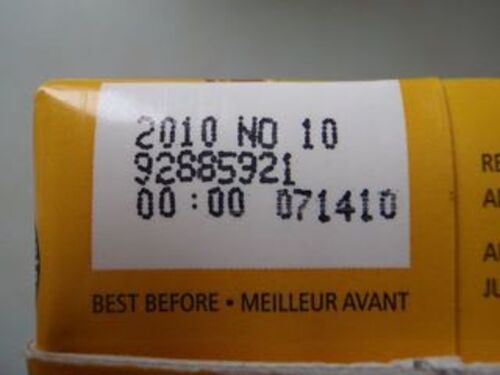 2010 NO 10
92885921
00:00 071410
BEST BEFORE • MEILLEUR AVANT